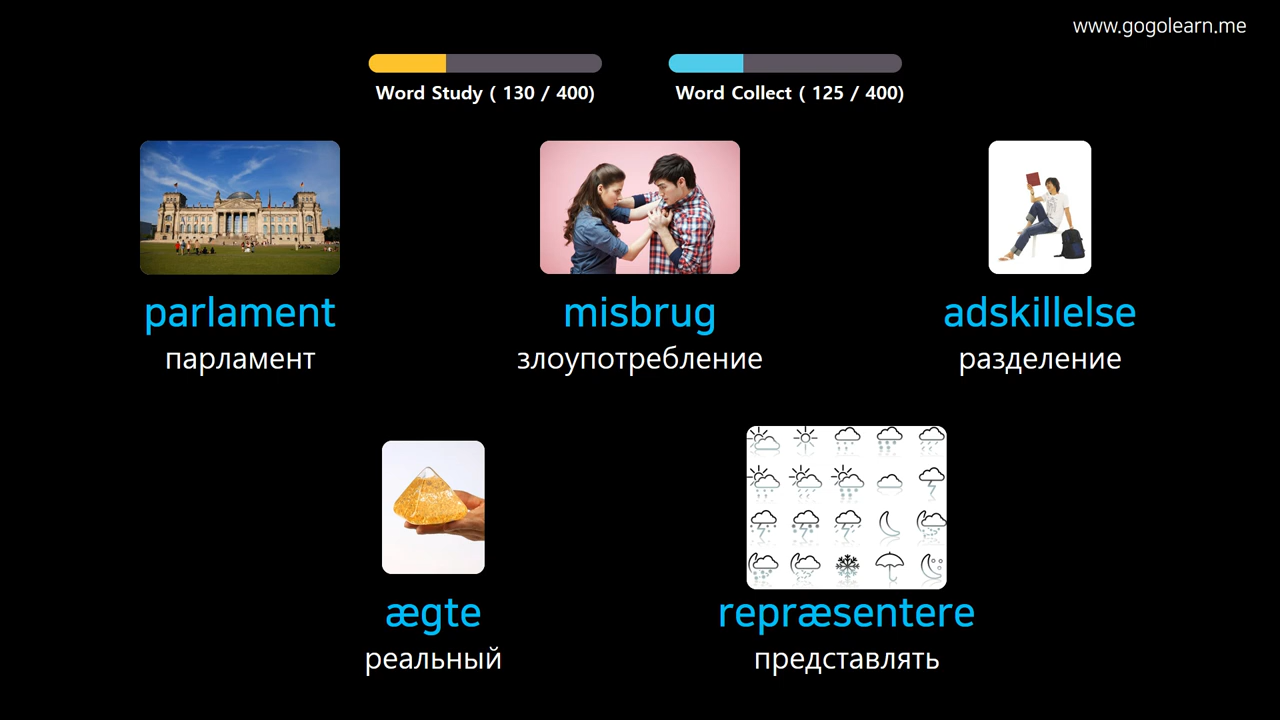 www.gogolearn.me
Word Study ( 130 / 400)
Word Collect ( 125 / 400)
parlament
парламент
misbrug
злоупотребление
adskillelse
разделение
ægte
реальный
repræsentere
представлять